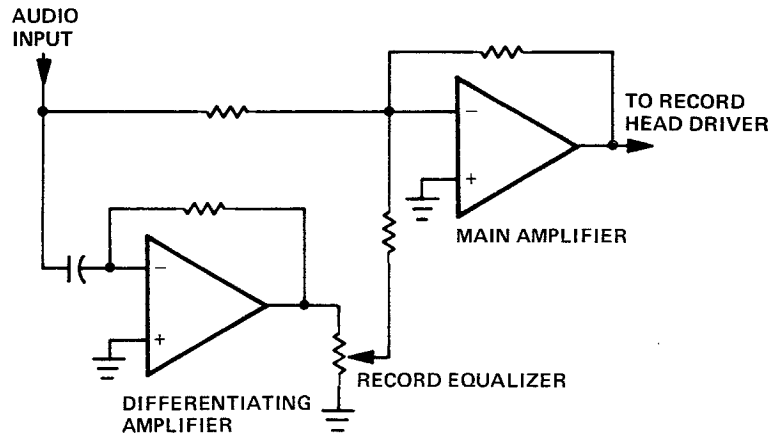 AUDIO
INPUT
TO RECORD
HEAD DRIVER
−
+
MAIN AMPLIFIER
−
+
RECORD EQUALIZER
DIFFERENTIATING
AMPLIFIER